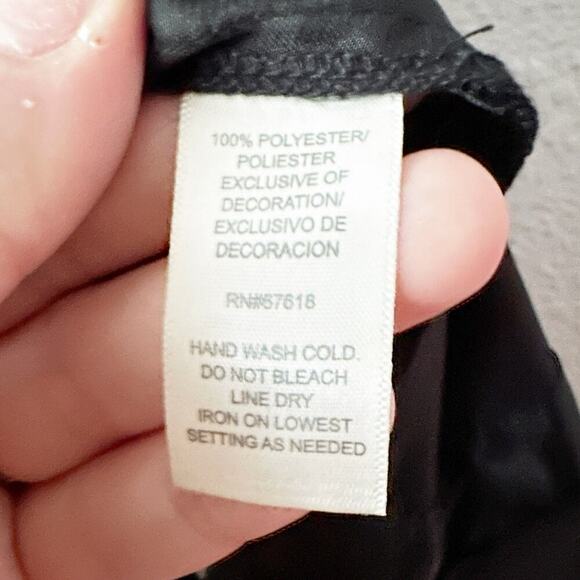 100% POLYESTER/
POLIESTER
EXCLUSIVE OF
DECORATION/
EXCLUSIVO DE
DECORACION
RN#67618
HAND WASH COLD.
DO NOT BLEACH
LINE DRY
IRON ON LOWEST
SETTING AS NEEDED